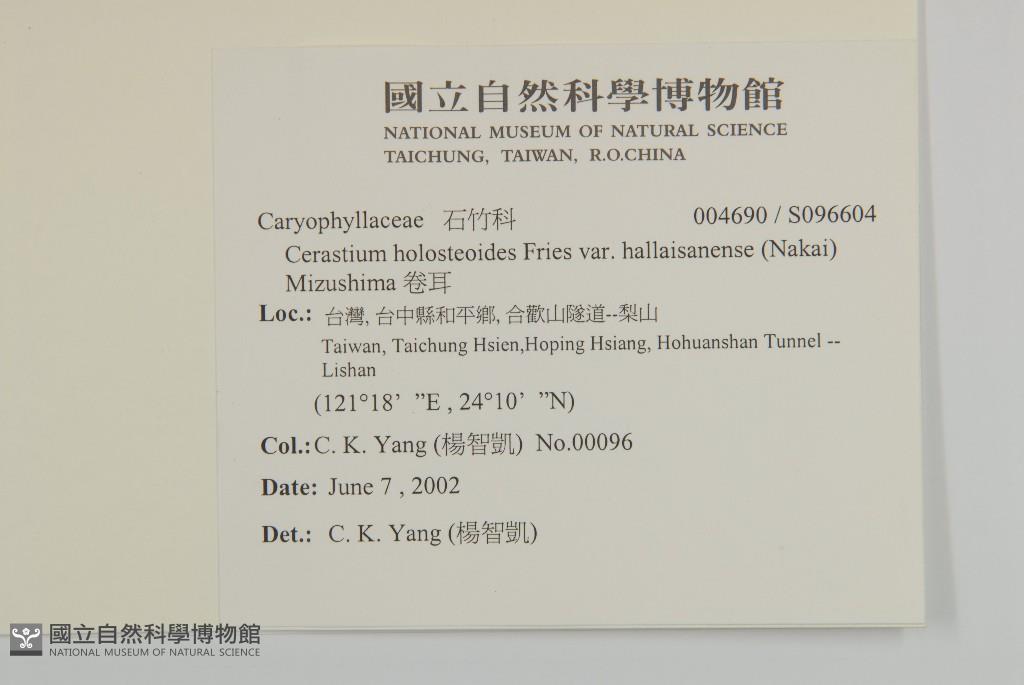 國立自然科學博物館
NATIONAL MUSEUM OF NATURAL SCIENCE
TAICHUNG, TAIWAN, R.O.CHINA
Caryophyllaceae 石竹科 004690 / S096604
Cerastium holosteoides Fries var. hallaisanense (Nakai)
Mizushima 卷耳
Loc.: 台灣, 台中縣和平鄉, 合歡山隧道--梨山
Taiwan, Taichung Hsien,Hoping Hsiang, Hohuanshan Tunnel --
Lishan
(121°18’ ”E , 24°10’ ”N)
Col.: C. K. Yang (楊智凱) No.00096
Date: June 7 , 2002
Det.: C. K. Yang (楊智凱)
國立自然科學博物館
NATIONAL MUSEUM OF NATURAL SCIENCE